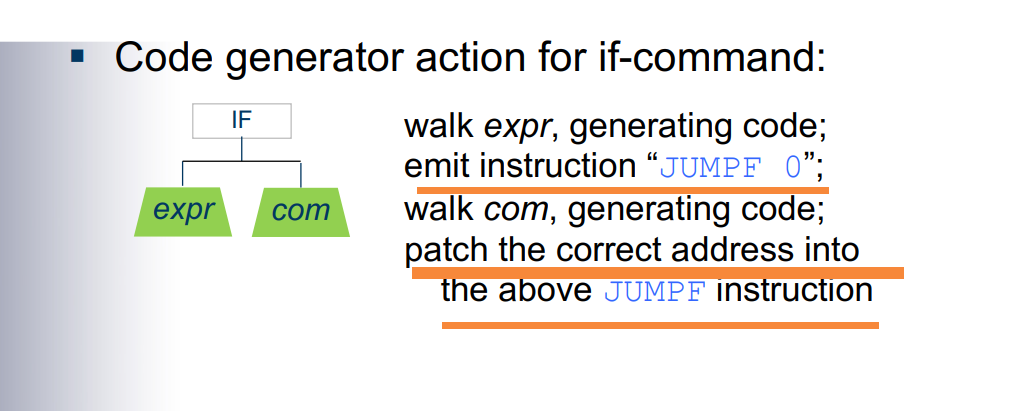 Code generator action for if-command:
IF
expr
com
walk expr, generating code;
emit instruction “JUMPF 0”;
walk com, generating code;
patch the correct address into
the above JUMPF instruction